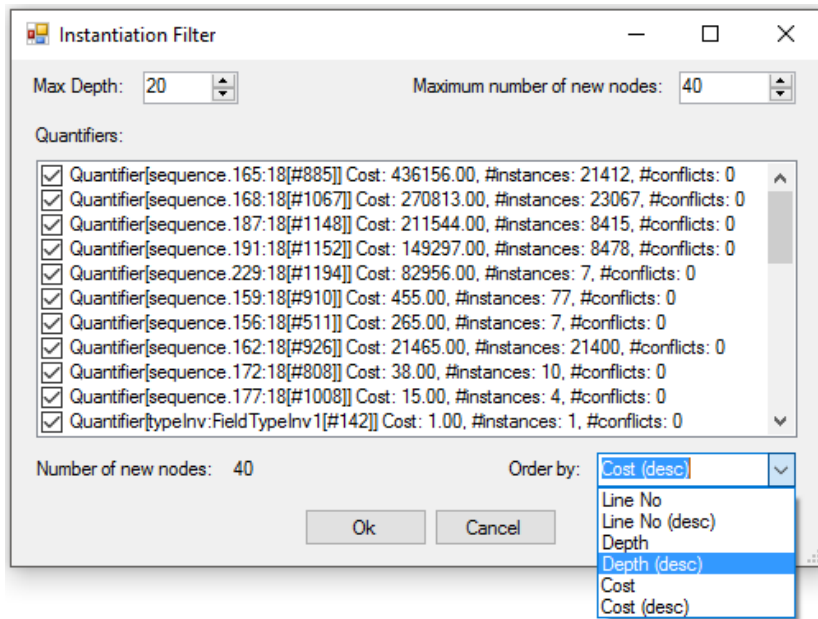 Instantiation Filter
Max Depth: 20 Maximum number of new nodes: 40
Quantifiers:
Quantifier[sequence.165:18[#885]] Cost: 436156.00, #instances: 21412, #conflicts: 0
Quantifier[sequence.168:18[#1067]] Cost: 270813.00, #instances: 23067, #conflicts: 0
Quantifier[sequence.187:18[#1148]] Cost: 211544.00, #instances: 8415, #conflicts: 0
Quantifier[sequence.191:18[#1152]] Cost: 149297.00, #instances: 8478, #conflicts: 0
Quantifier[sequence.229:18[#1194]] Cost: 82956.00, #instances: 7, #conflicts: 0
Quantifier[sequence.159:18[#910]] Cost: 455.00, #instances: 77, #conflicts: 0
Quantifier[sequence.156:18[#511]] Cost: 265.00, #instances: 7, #conflicts: 0
Quantifier[sequence.162:18[#926]] Cost: 21465.00, #instances: 21400, #conflicts: 0
Quantifier[sequence.172:18[#808]] Cost: 38.00, #instances: 10, #conflicts: 0
Quantifier[sequence.177:18[#1008]] Cost: 15.00, #instances: 4, #conflicts: 0
Quantifier[typeInv:FieldTypeInv1[#142]] Cost: 1.00, #instances: 1, #conflicts: 0
Number of new nodes: 40 Order by: Cost (desc)
Line No
Line No (desc)
Depth
Depth (desc)
Cost
Cost (desc)
Ok Cancel